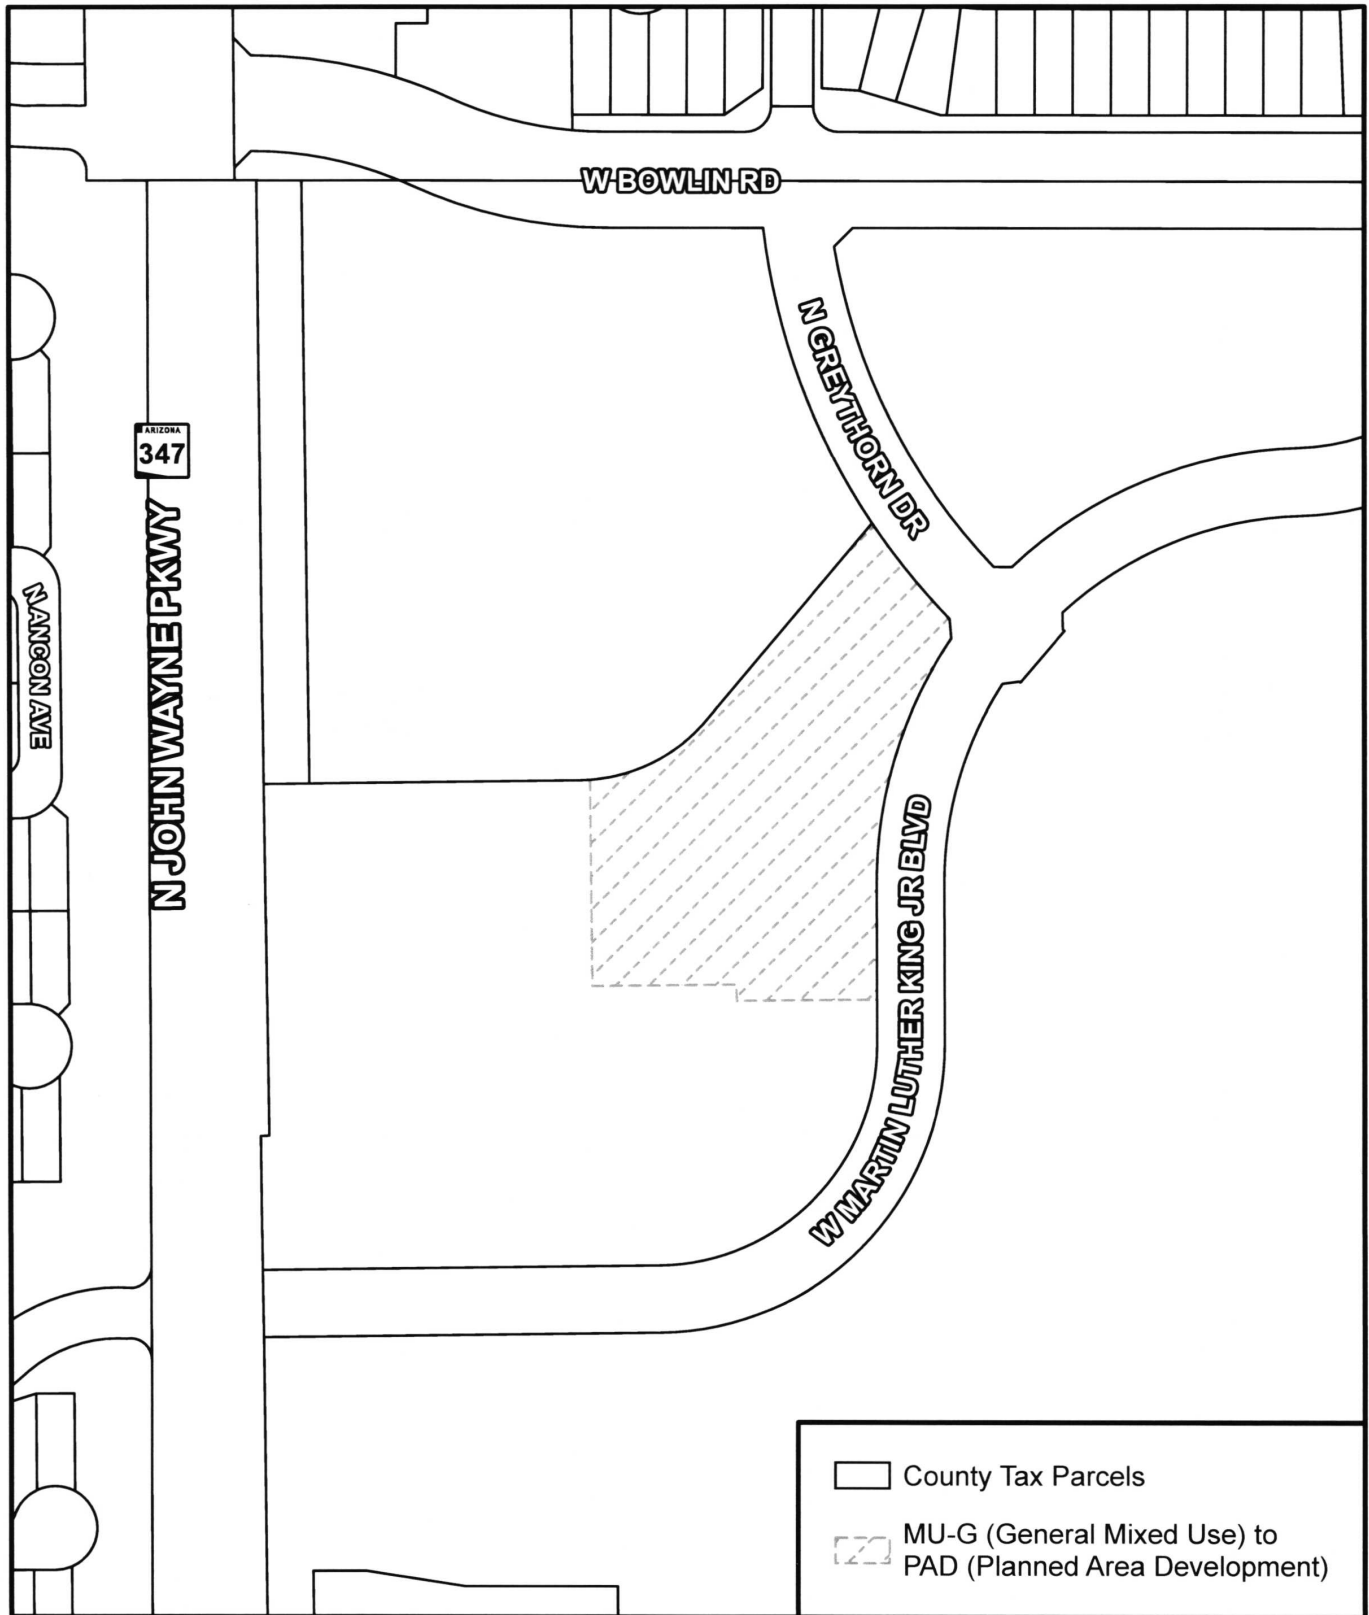 W BOWLIN RD
N GREYTHORN DR
ARIZONA
347
N JOHN WAYNE PKWY
N ANCON AVE
W MARTIN LUTHER KING JR BLVD
County Tax Parcels
MU-G (General Mixed Use) to
PAD (Planned Area Development)